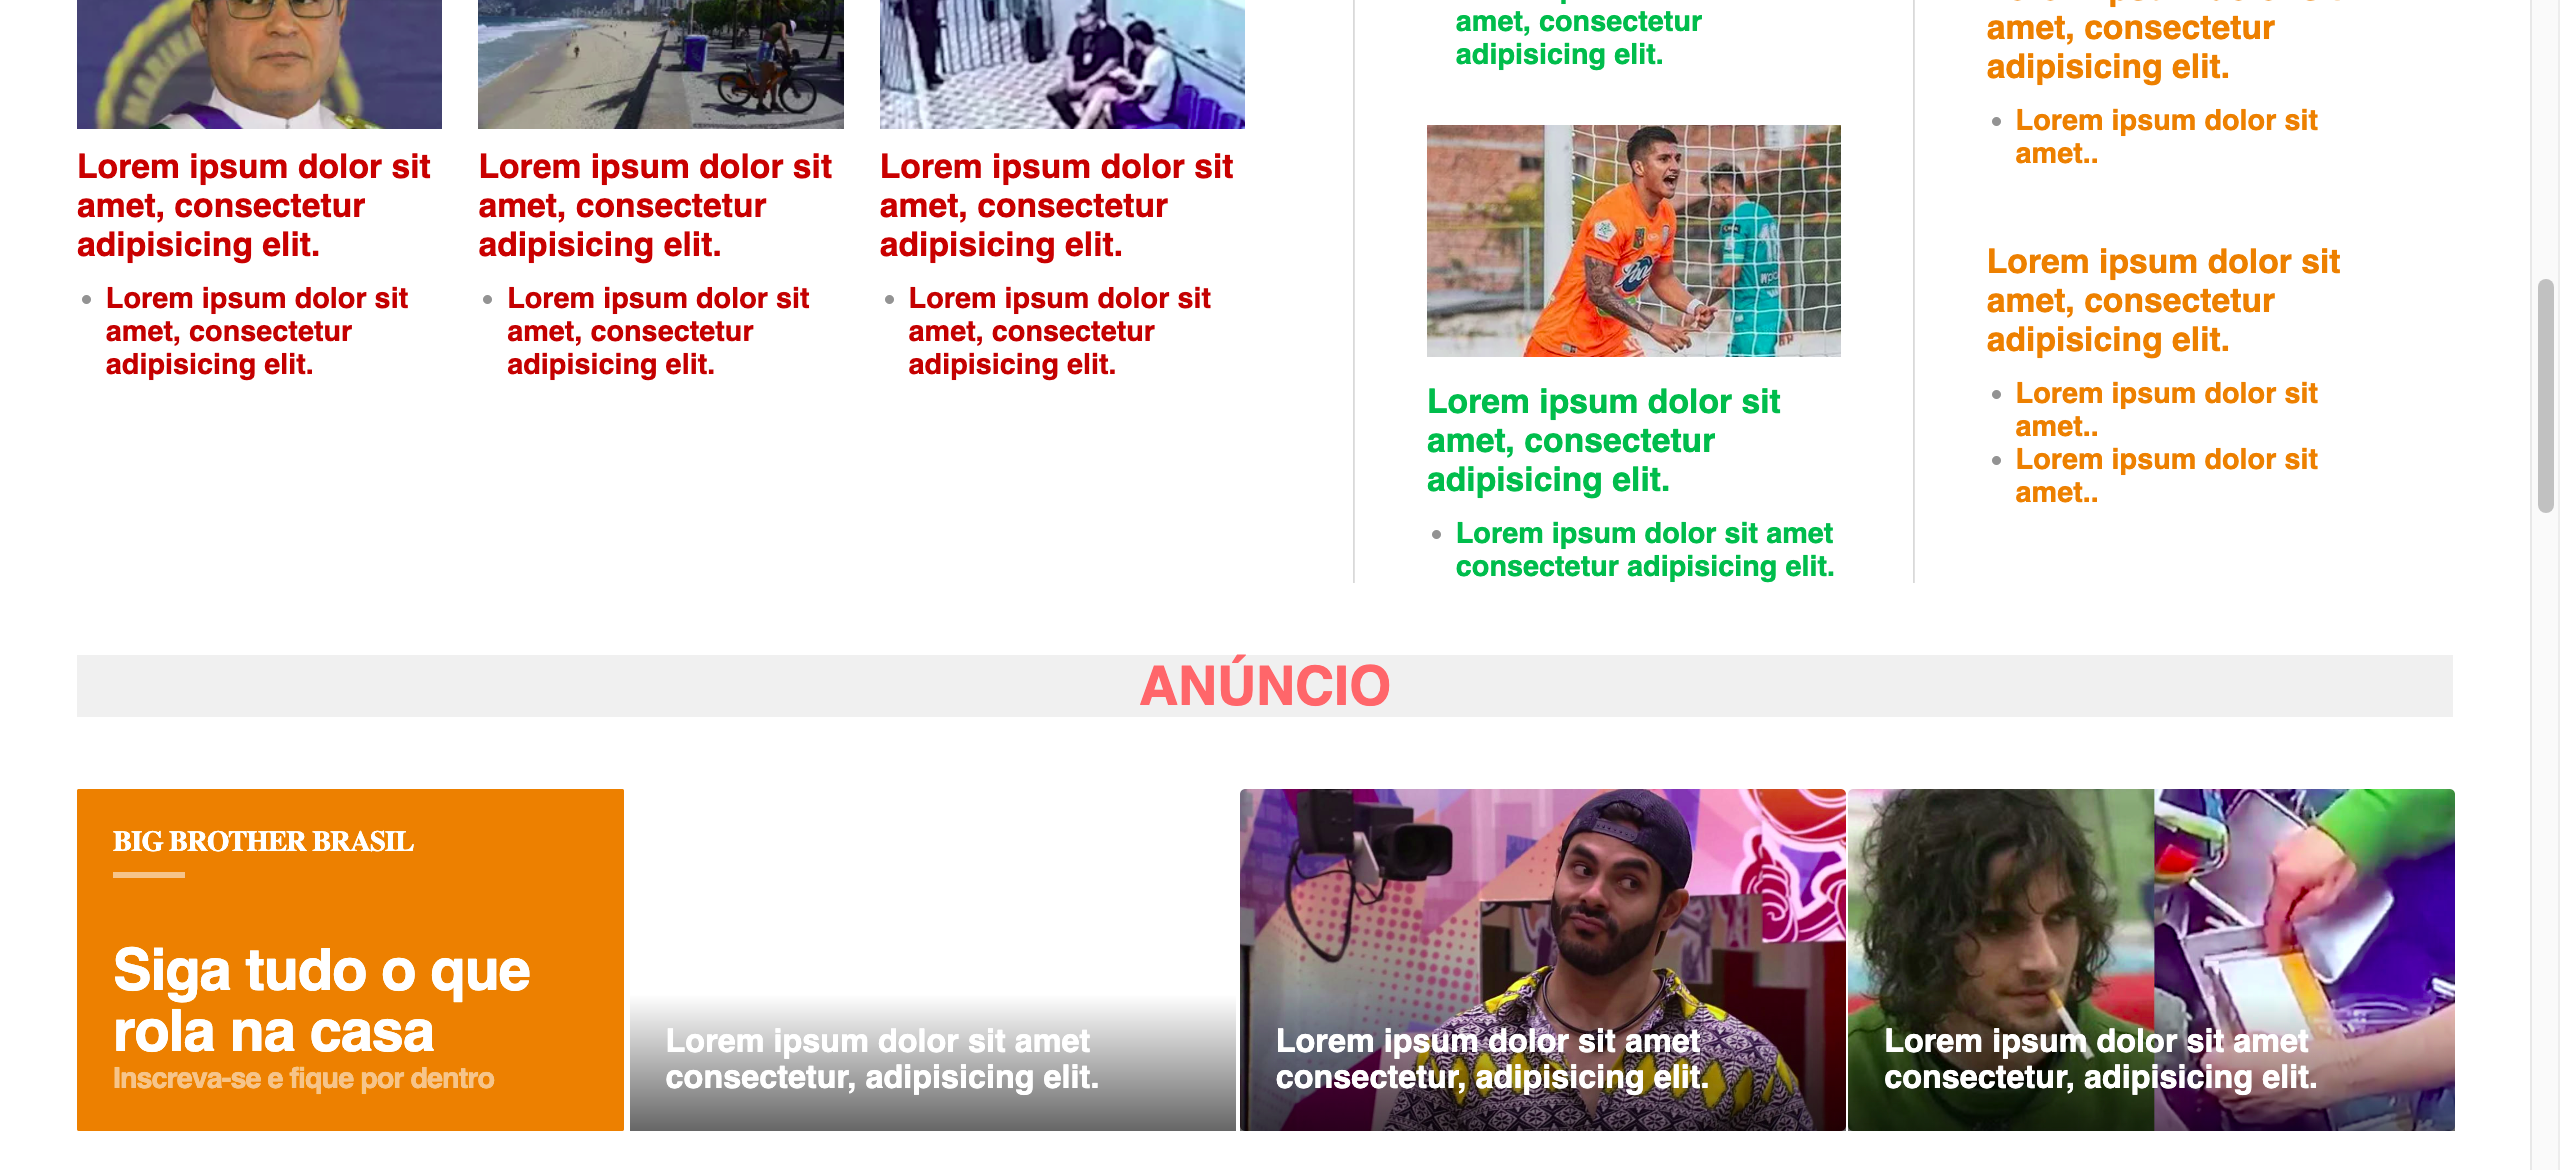 Lorem ipsum dolor sit
amet, consectetur
adipisicing elit.
Lorem ipsum dolor sit
amet, consectetur
adipisicing elit.
Lorem ipsum dolor sit
amet, consectetur
adipisicing elit.
Lorem ipsum dolor sit
amet, consectetur
adipisicing elit.
Lorem ipsum dolor sit
amet, consectetur
adipisicing elit.
Lorem ipsum dolor sit
amet, consectetur
adipisicing elit.
amet, consectetur
adipisicing elit.
Lorem ipsum dolor sit
amet, consectetur
adipisicing elit.
Lorem ipsum dolor sit amet
consectetur adipisicing elit.
amet, consectetur
adipisicing elit.
Lorem ipsum dolor sit
amet..
Lorem ipsum dolor sit
amet, consectetur
adipisicing elit.
Lorem ipsum dolor sit
amet..
Lorem ipsum dolor sit
amet..
ANÚNCIO
BIG BROTHER BRASIL
Siga tudo o que
rola na casa
Inscreva-se e fique por dentro
Lorem ipsum dolor sit amet
consectetur, adipisicing elit.
Lorem ipsum dolor sit amet
consectetur, adipisicing elit.
Lorem ipsum dolor sit amet
consectetur, adipisicing elit.